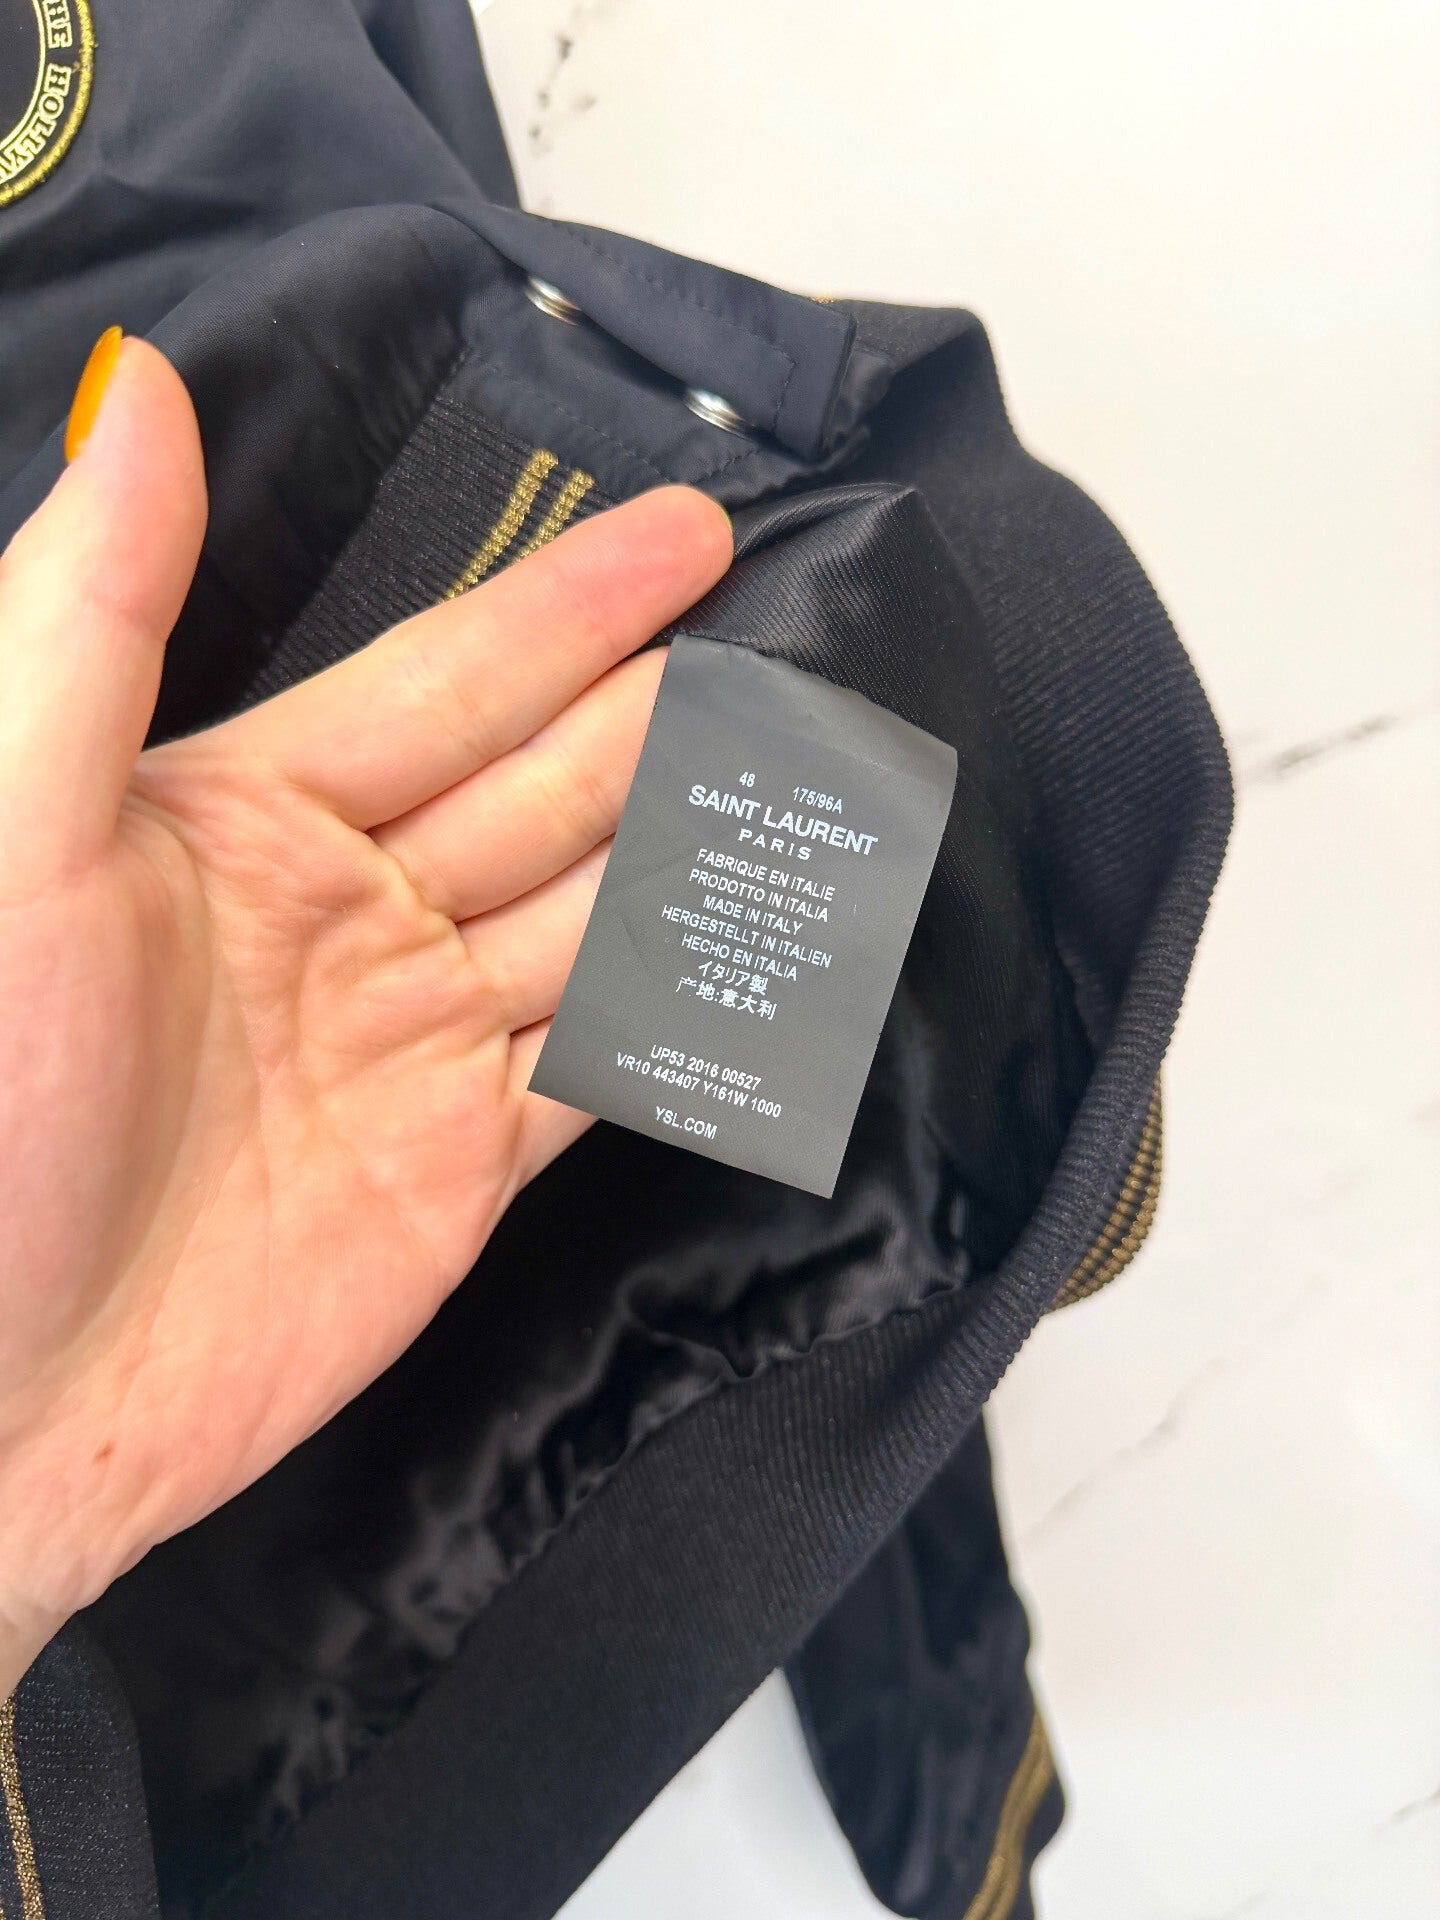 THE HOLLYW
48 175/96A
SAINT LAURENT
PARIS
FABRIQUE EN ITALIE
PRODOTTO IN ITALIA
MADE IN ITALY
HERGESTELLT IN ITALIEN
HECHO EN ITALIA
イタリア製
产地:意大利
UP53 2016 00527
VR10 443407 Y161W 1000
YSL.COM